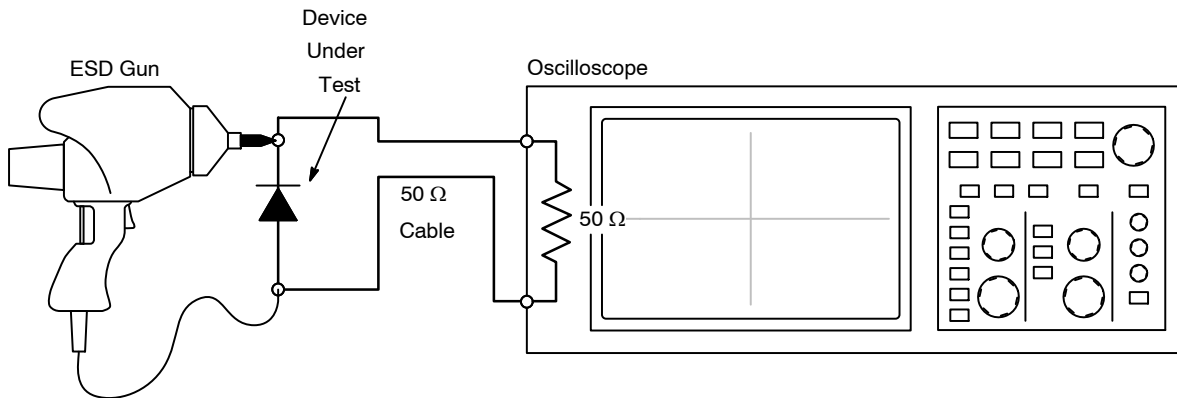 Device
Under
Test
ESD Gun
Oscilloscope
50 Ω
Cable
50 Ω